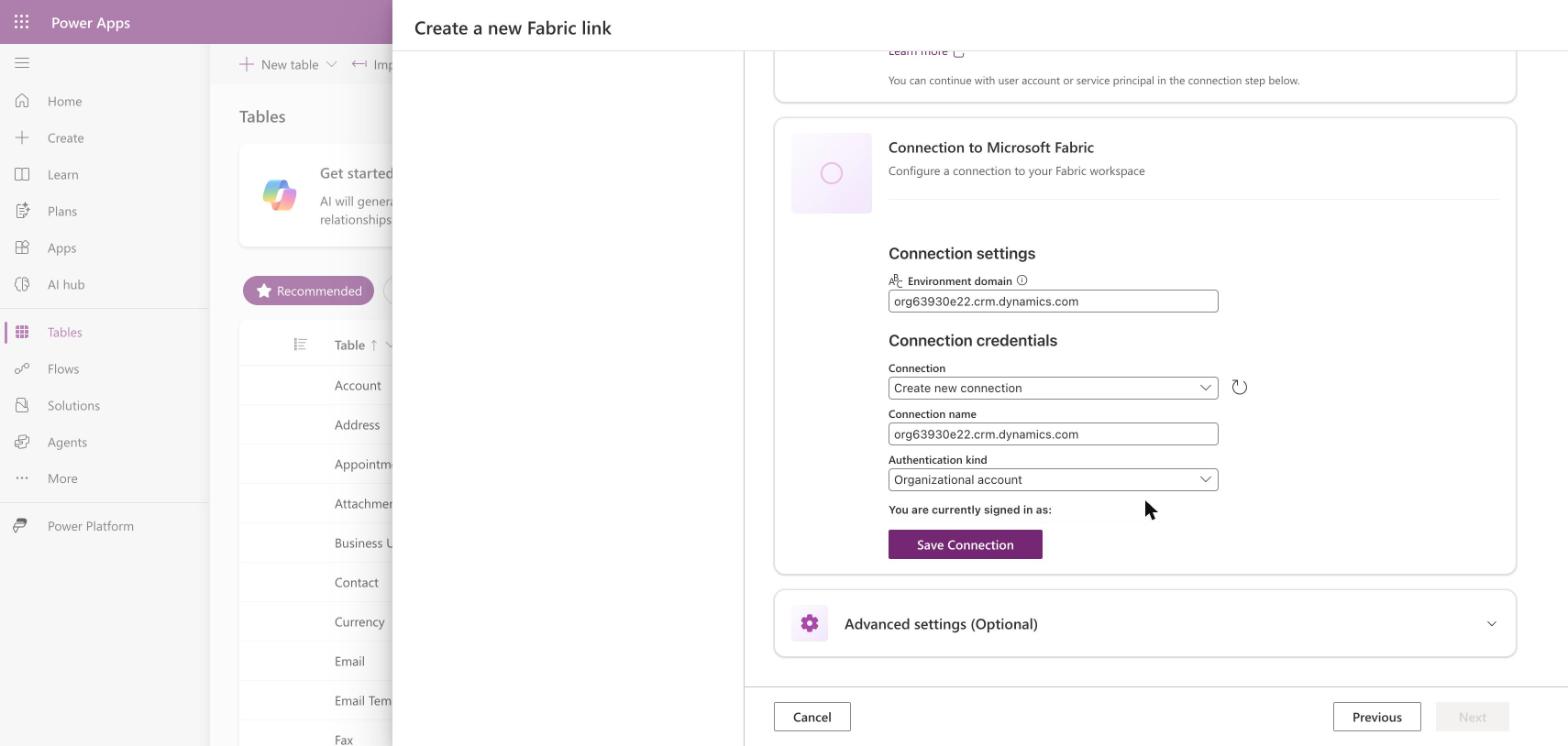 Power Apps
Home
Create
Learn
Plans
Apps
AI hub
Tables
Flows
Solutions
Agents
More
Power Platform
New table
Imp
Tables
Get started
AI will genera
relationships
Recommended
Table ↑
Account
Address
Appointm
Attachmer
Business U
Contact
Currency
Email
Email Tem
Fax
Create a new Fabric link
Learn more
You can continue with user account or service principal in the connection step below.
Connection to Microsoft Fabric
Configure a connection to your Fabric workspace
Connection settings
Environment domain
org63930e22.crm.dynamics.com
Connection credentials
Connection
Create new connection
Connection name
org63930e22.crm.dynamics.com
Authentication kind
Organizational account
You are currently signed in as:
Save Connection
Advanced settings (Optional)
Cancel
Previous
Next